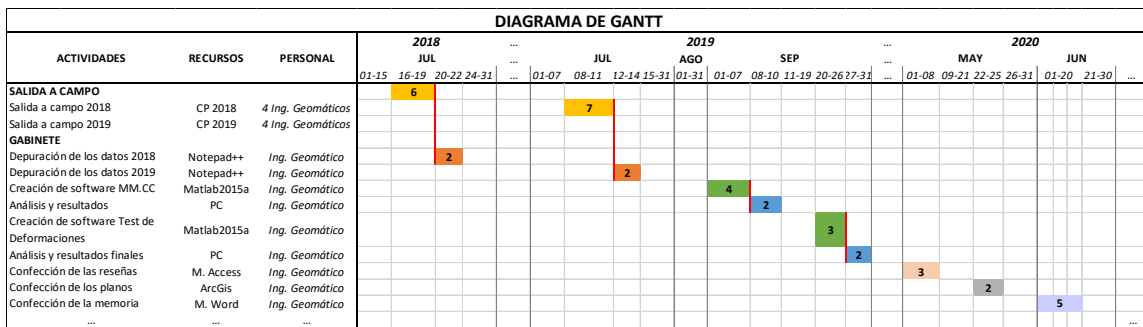 DIAGRAMA DE GANTT
ACTIVIDADES RECURSOS PERSONAL 2018 ... 2019 ... 2020
JUL JUL AGO SEP MAY JUN
01-15 16-19 20-22 24-31 ... 01-07 08-11 12-14 15-31 01-31 01-07 08-10 11-19 20-26 27-31 ... 01-08 09-21 22-25 26-31 01-20 21-30 ...
SALIDA A CAMPO 6
Salida a campo 2018 CP 2018 4 Ing. Geomáticos 7
Salida a campo 2019 CP 2019 4 Ing. Geomáticos
GABINETE
Depuración de los datos 2018 Notepad++ Ing. Geomático 2
Depuración de los datos 2019 Notepad++ Ing. Geomático 2
Creación de software MM.CC Matlab2015a Ing. Geomático 4
Análisis y resultados PC Ing. Geomático 2
Creación de software Test de
Deformaciones Matlab2015a Ing. Geomático 3
Análisis y resultados finales PC Ing. Geomático 2
Confección de las reseñas M. Access Ing. Geomático 3
Confección de los planos ArcGis Ing. Geomático 2
Confección de la memoria M. Word Ing. Geomático 5
... ... ... ...